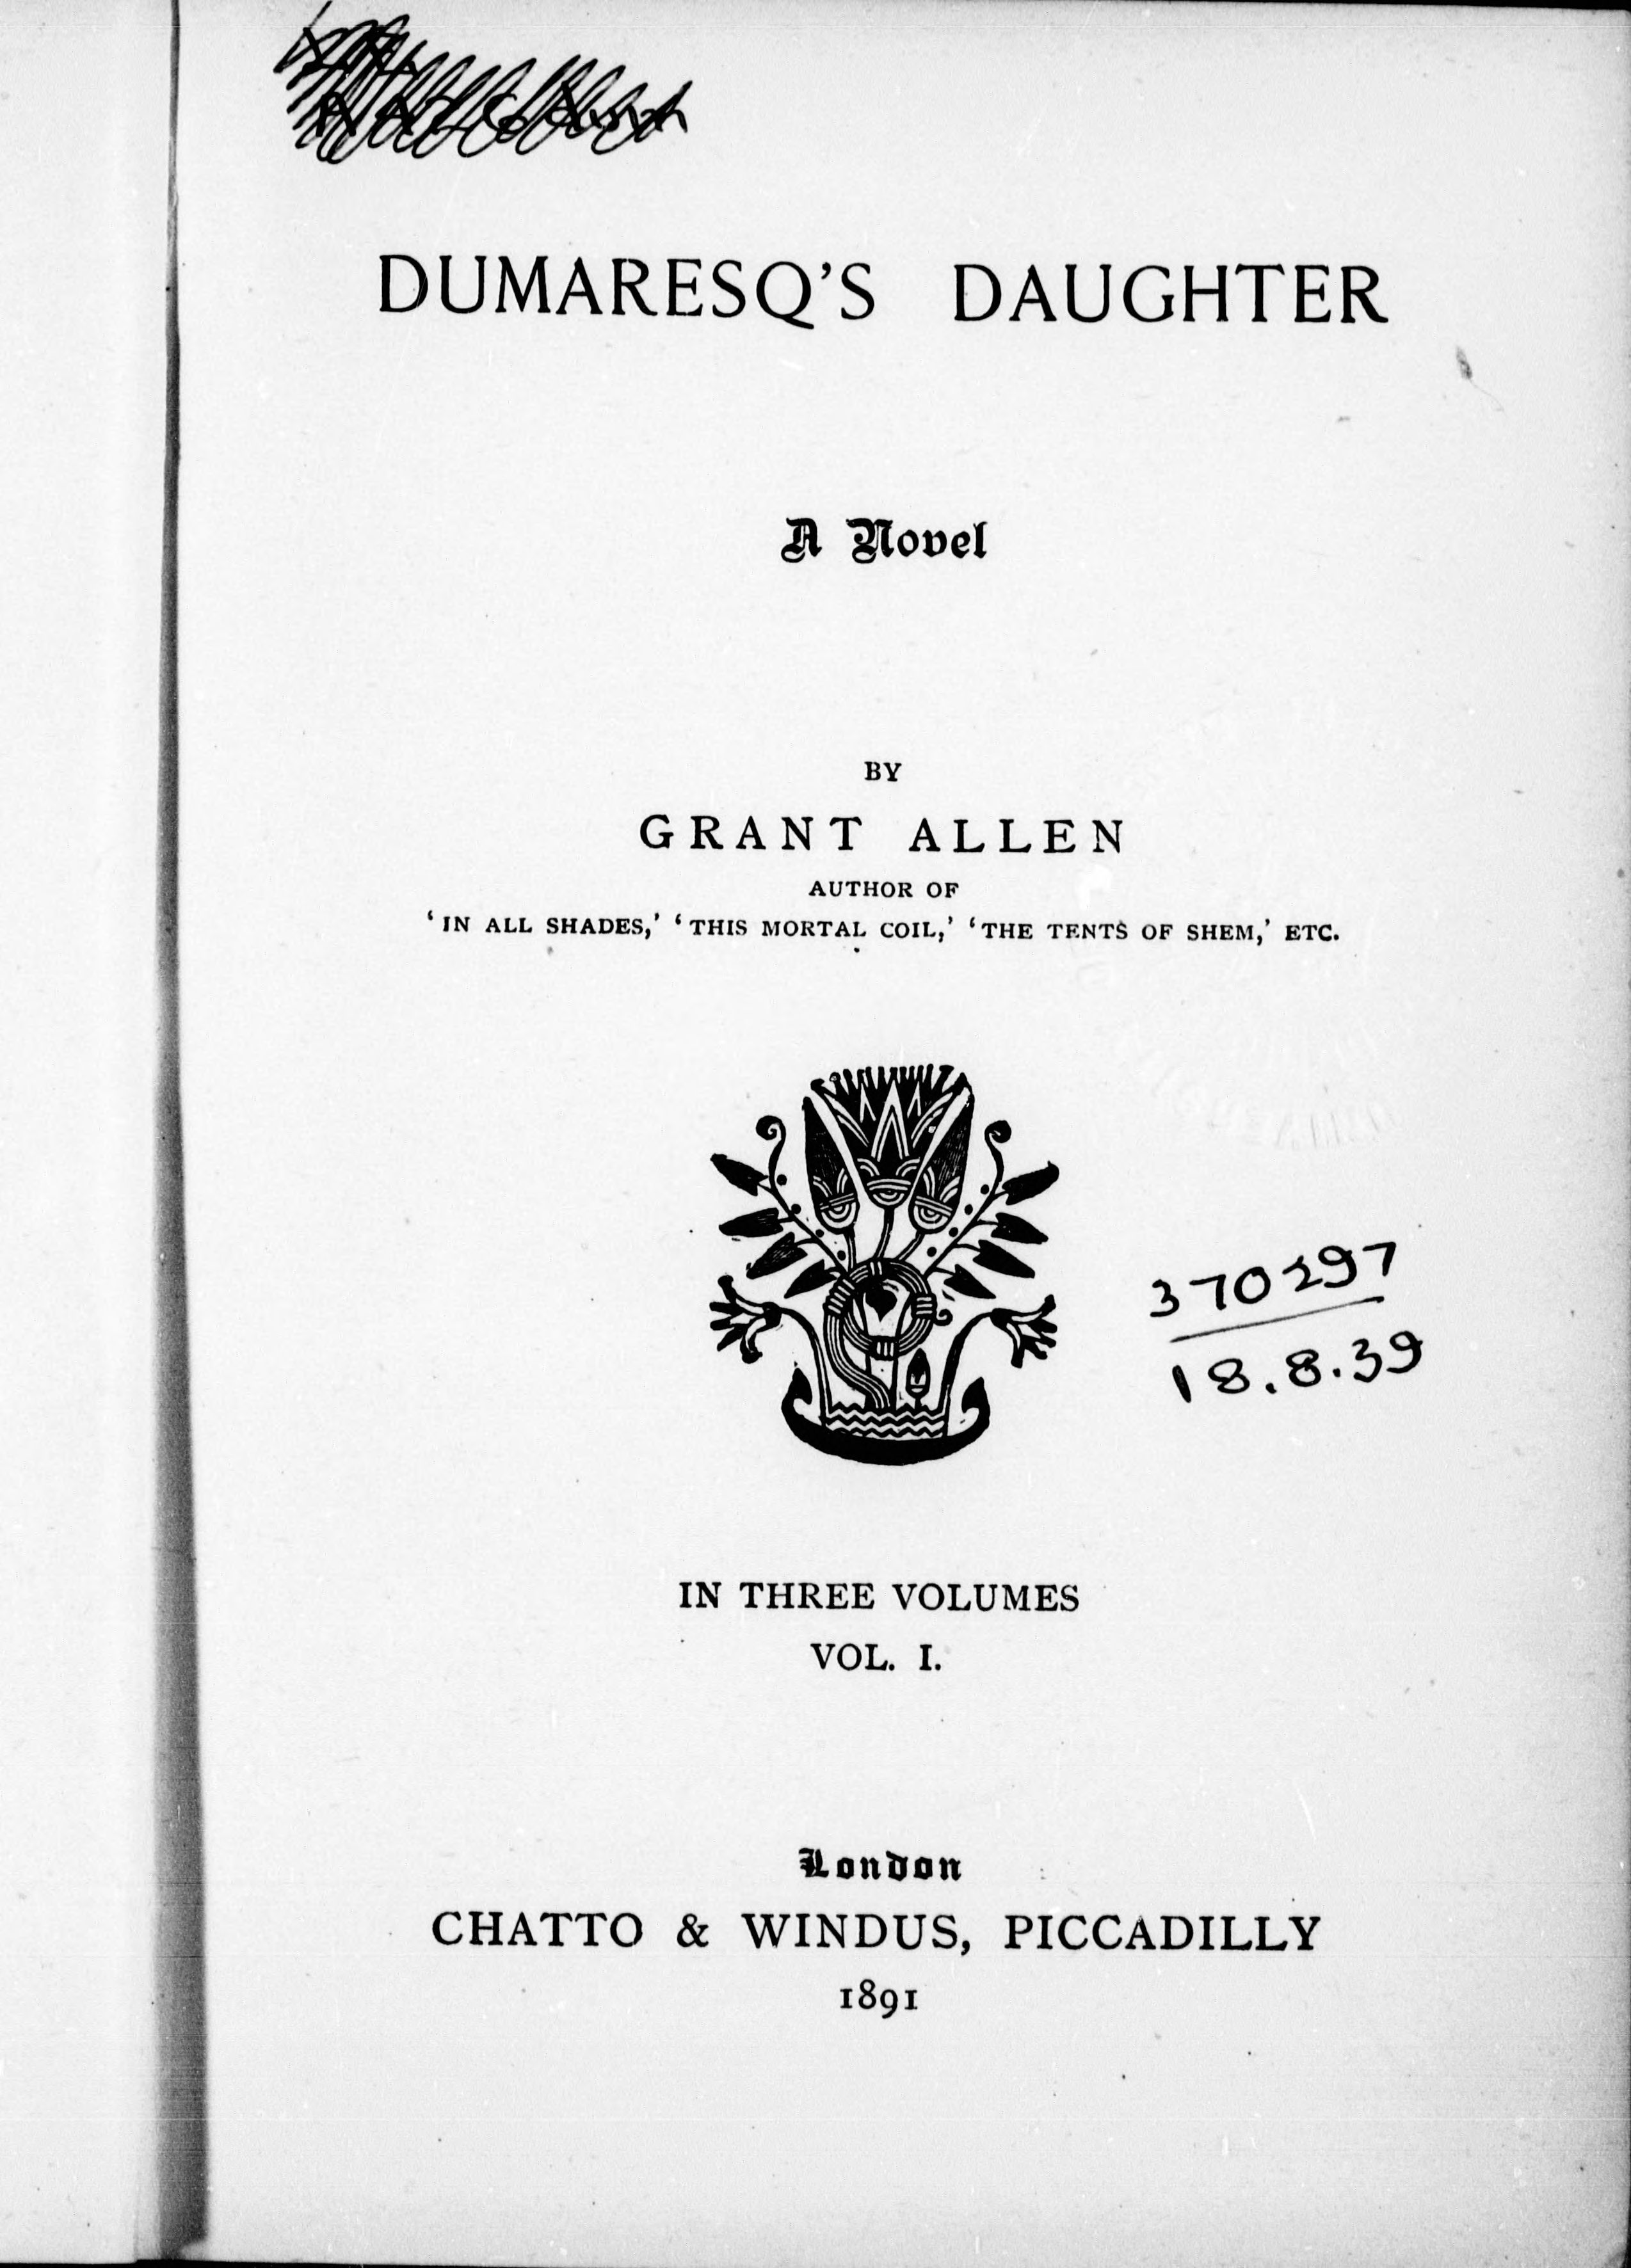 DUMARESQ'S DAUGHTER
A Novel
BY
GRANT ALLEN
AUTHOR OF
‘IN ALL SHADES,’ ‘THIS MORTAL COIL,’ ‘THE TENTS OF SHEM,’ ETC.
370297
18.8.39
IN THREE VOLUMES
VOL. I.
London
CHATTO & WINDUS, PICCADILLY
1891